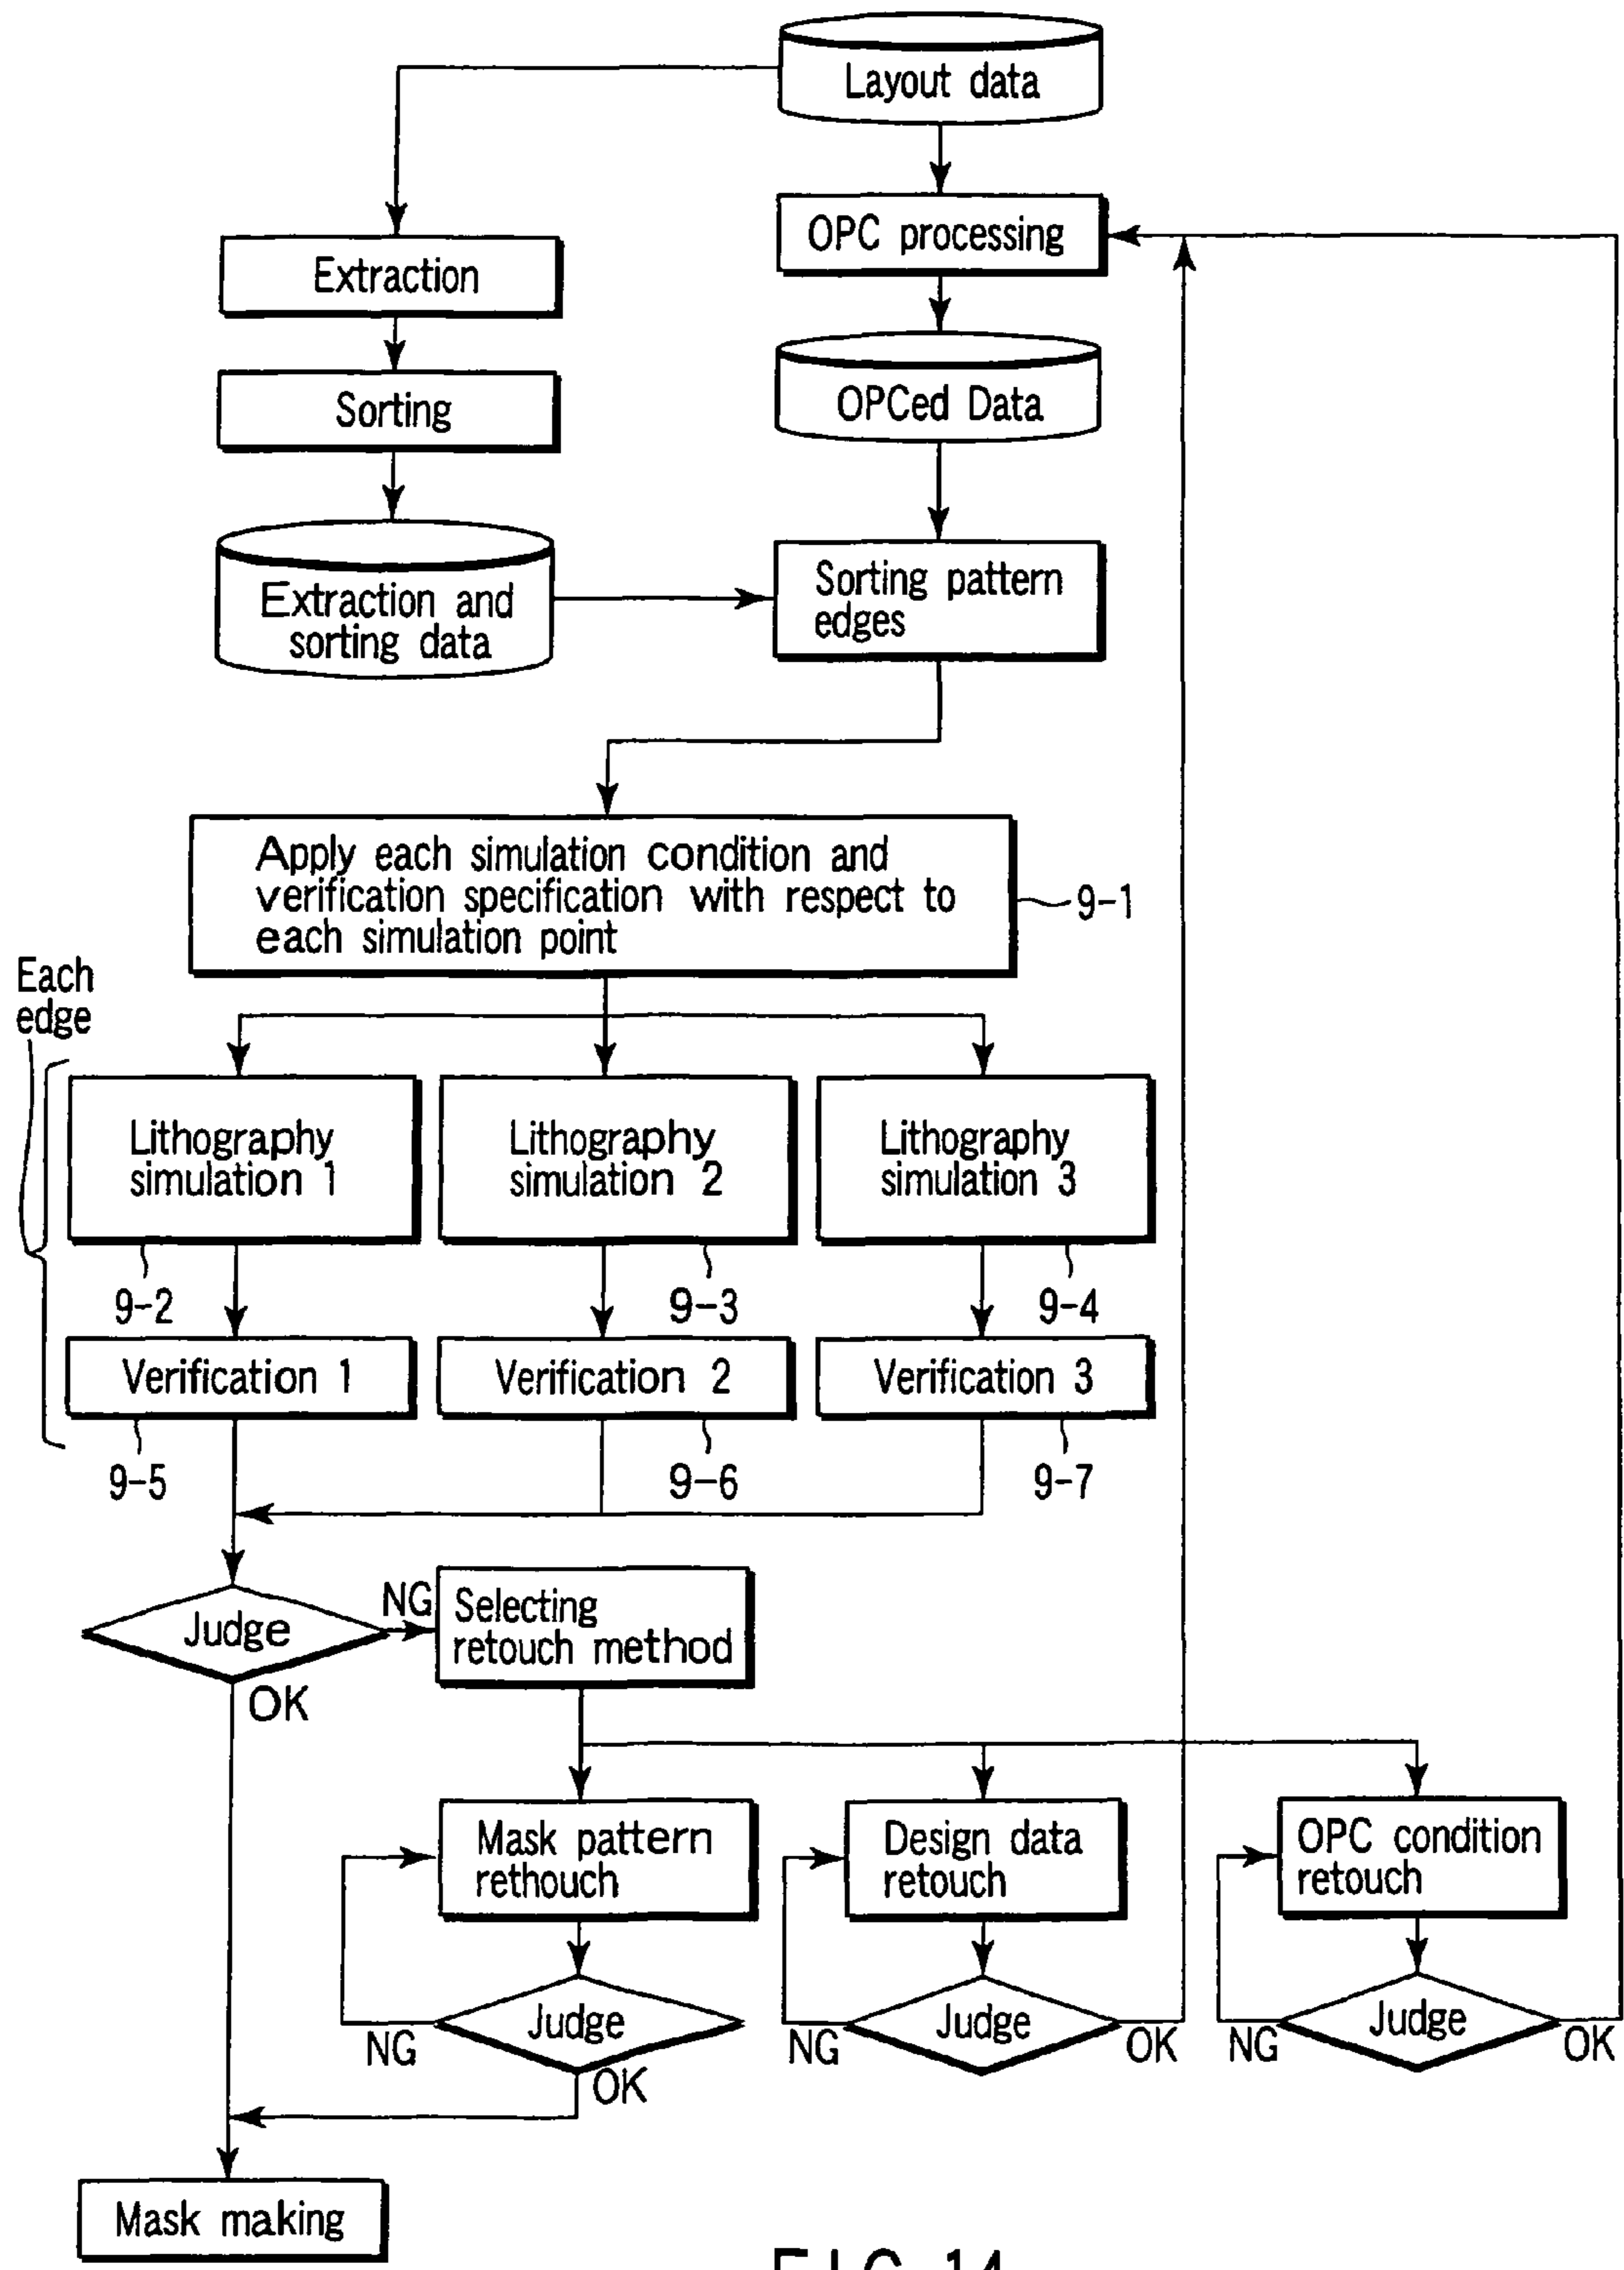 Layout data
OPC processing
Extraction
OPCed Data
Sorting
Extraction and
sorting data
Sorting pattern
edges
Apply each simulation condition and
verification specification with respect to
each simulation point
9-1
Each
edge
Lithography
simulation 1
Lithography
simulation 2
Lithography
simulation 3
9-2
9-3
9-4
Verification 1
Verification 2
Verification 3
9-5
9-6
9-7
Judge
NG
OK
Selecting
retouch method
Mask pattern
rethouch
Design data
retouch
OPC condition
retouch
Judge
NG
OK
Judge
NG
OK
Judge
NG
OK
Mask making
FIG. 14